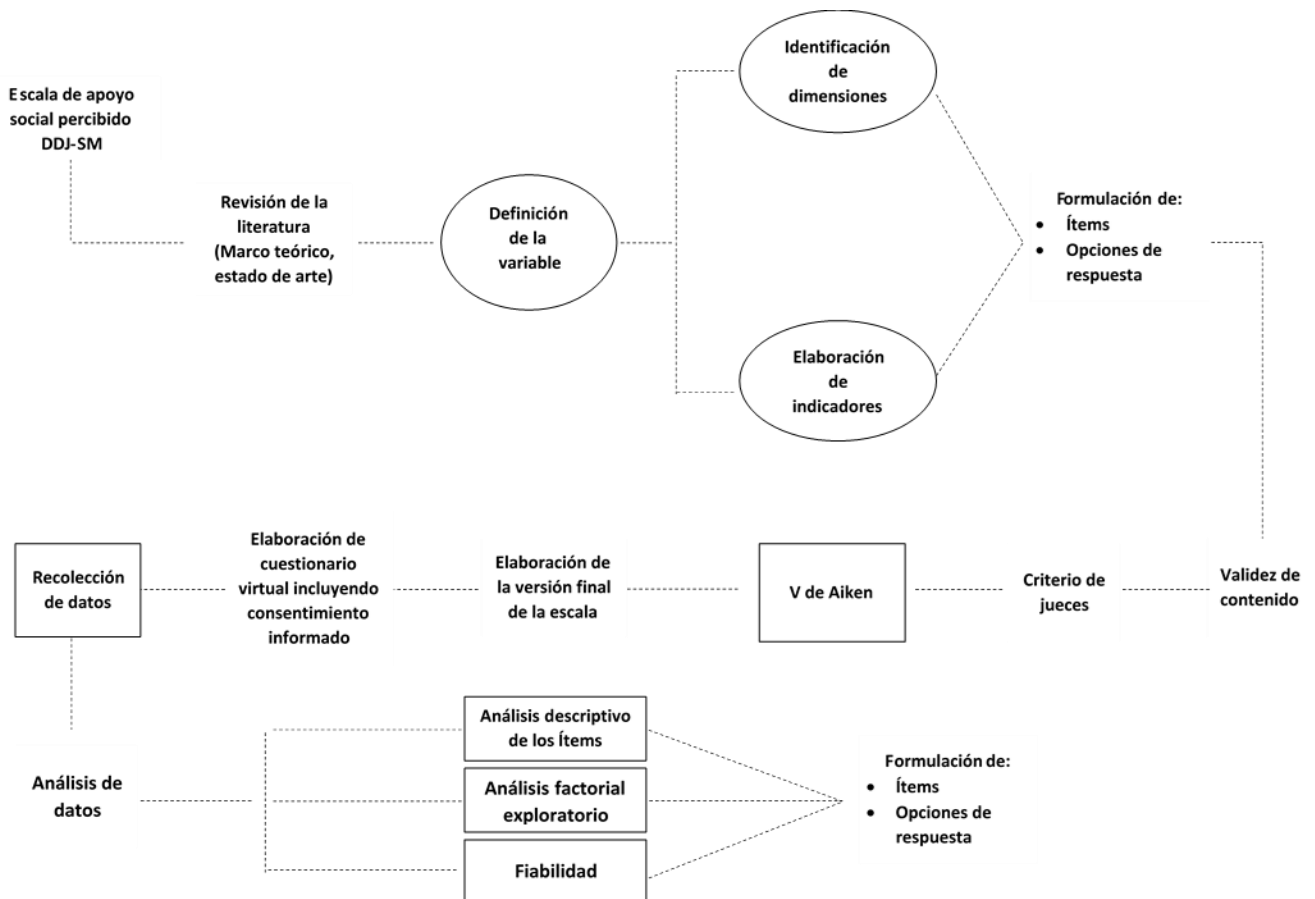 Escala de apoyo
social percibido
DDJ-SM
Revisión de la
literatura
(Marco teórico,
estado de arte)
Definición
de la
variable
Identificación
de
dimensiones
Elaboración
de
indicadores
Formulación de:
• Ítems
• Opciones de
respuesta
Validez de
contenido
Criterio de
jueces
V de Aiken
Elaboración de
la versión final
de la escala
Elaboración de
cuestionario
virtual incluyendo
consentimiento
informado
Recolección
de datos
Análisis de
datos
Análisis descriptivo
de los Ítems
Análisis factorial
exploratorio
Fiabilidad
Formulación de:
• Ítems
• Opciones de
respuesta